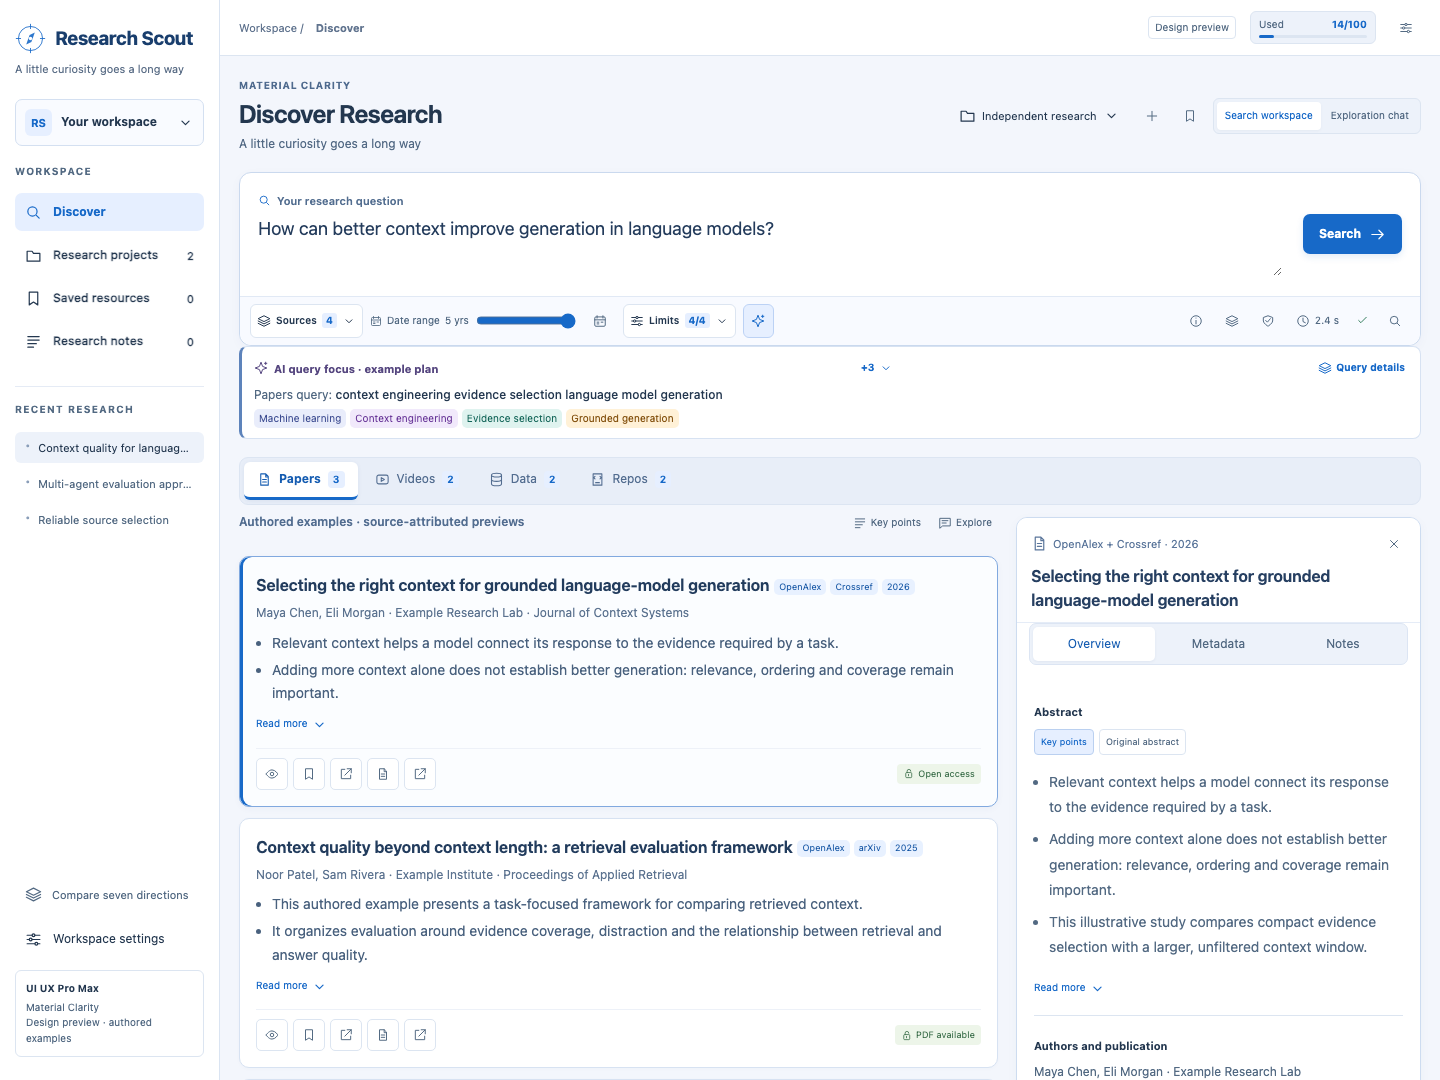 Research Scout
A little curiosity goes a long way
RS Your workspace
WORKSPACE
Discover
Research projects 2
Saved resources 0
Research notes 0
RECENT RESEARCH
Context quality for languag...
Multi-agent evaluation appr...
Reliable source selection
Compare seven directions
Workspace settings
UI UX Pro Max
Material Clarity
Design preview · authored
examples
Workspace / Discover
Design preview
Used 14/100
MATERIAL CLARITY
Discover Research
A little curiosity goes a long way
Independent research
Search workspace
Exploration chat
Your research question
How can better context improve generation in language models?
Search
Sources 4
Date range 5 yrs
Limits 4/4
2.4 s
AI query focus · example plan
+3
Query details
Papers query: context engineering evidence selection language model generation
Machine learning
Context engineering
Evidence selection
Grounded generation
Papers 3
Videos 2
Data 2
Repos 2
Authored examples · source-attributed previews
Key points
Explore
Selecting the right context for grounded language-model generation OpenAlex Crossref 2026
Maya Chen, Eli Morgan · Example Research Lab · Journal of Context Systems
• Relevant context helps a model connect its response to the evidence required by a task.
• Adding more context alone does not establish better generation: relevance, ordering and coverage remain
important.
Read more
Open access
Context quality beyond context length: a retrieval evaluation framework OpenAlex arXiv 2025
Noor Patel, Sam Rivera · Example Institute · Proceedings of Applied Retrieval
• This authored example presents a task-focused framework for comparing retrieved context.
• It organizes evaluation around evidence coverage, distraction and the relationship between retrieval and
answer quality.
Read more
PDF available
OpenAlex + Crossref · 2026
Selecting the right context for grounded
language-model generation
Overview
Metadata
Notes
Abstract
Key points
Original abstract
• Relevant context helps a model connect its response
to the evidence required by a task.
• Adding more context alone does not establish better
generation: relevance, ordering and coverage remain
important.
• This illustrative study compares compact evidence
selection with a larger, unfiltered context window.
Read more
Authors and publication
Maya Chen, Eli Morgan · Example Research Lab